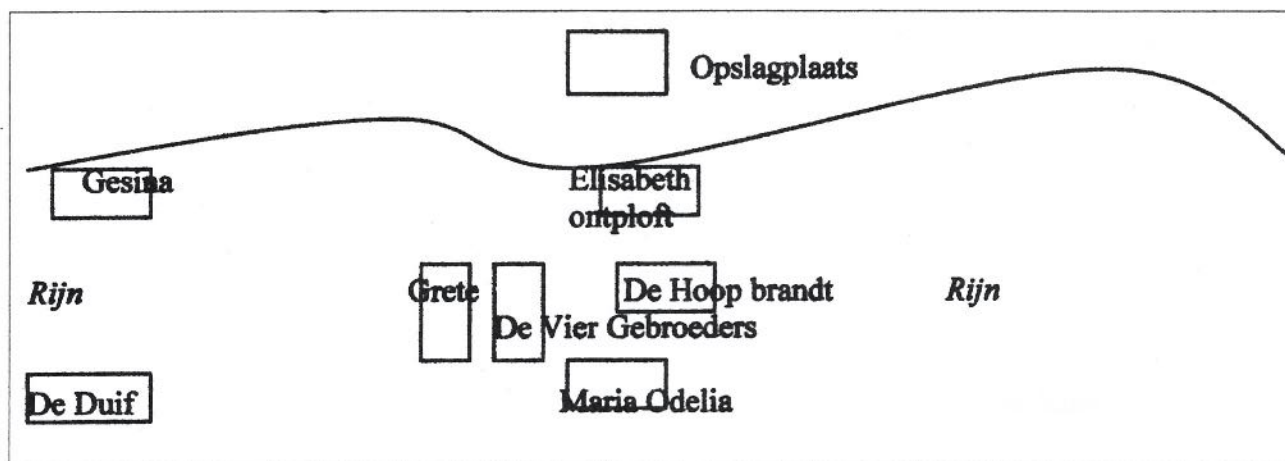 Opslagplaats
Gesina
Elisabeth
ontploft
Rijn
Grete
De Hoop brandt
Rijn
De Vier Gebroeders
De Duif
Maria Odelia